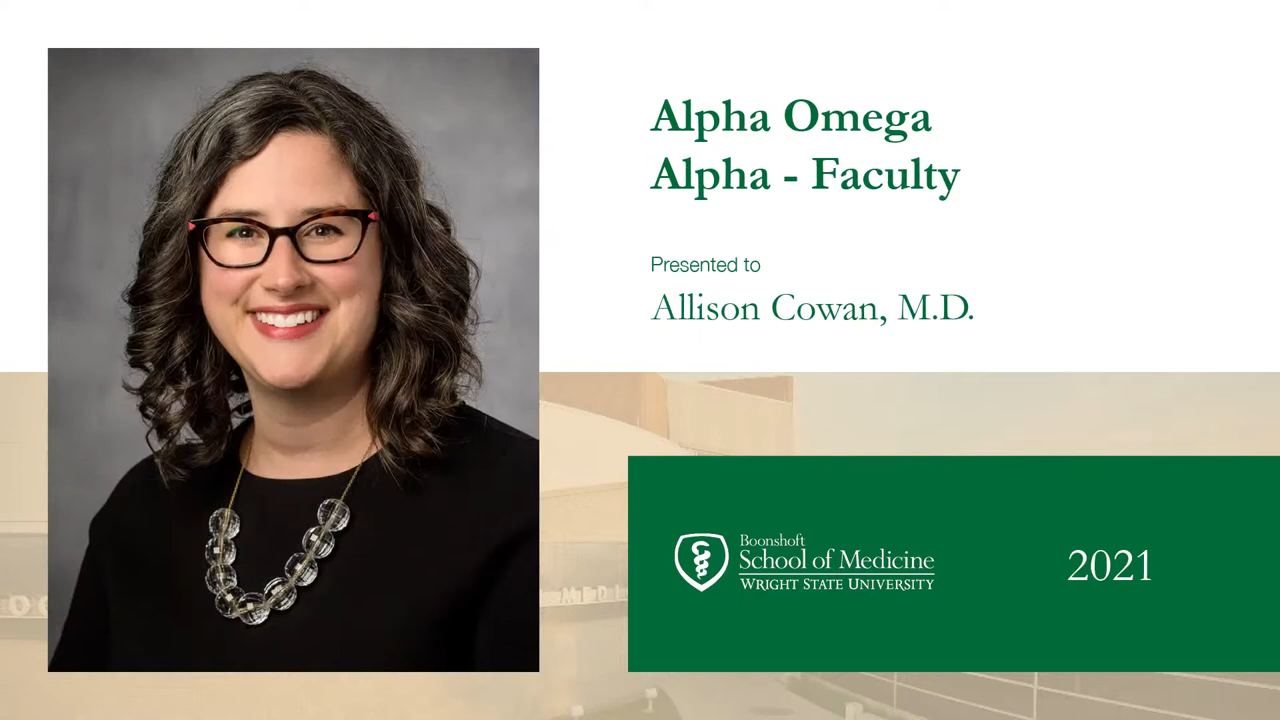 Alpha Omega
Alpha - Faculty
Presented to
Allison Cowan, M.D.
Boonshoft
School of Medicine
WRIGHT STATE UNIVERSITY
2021